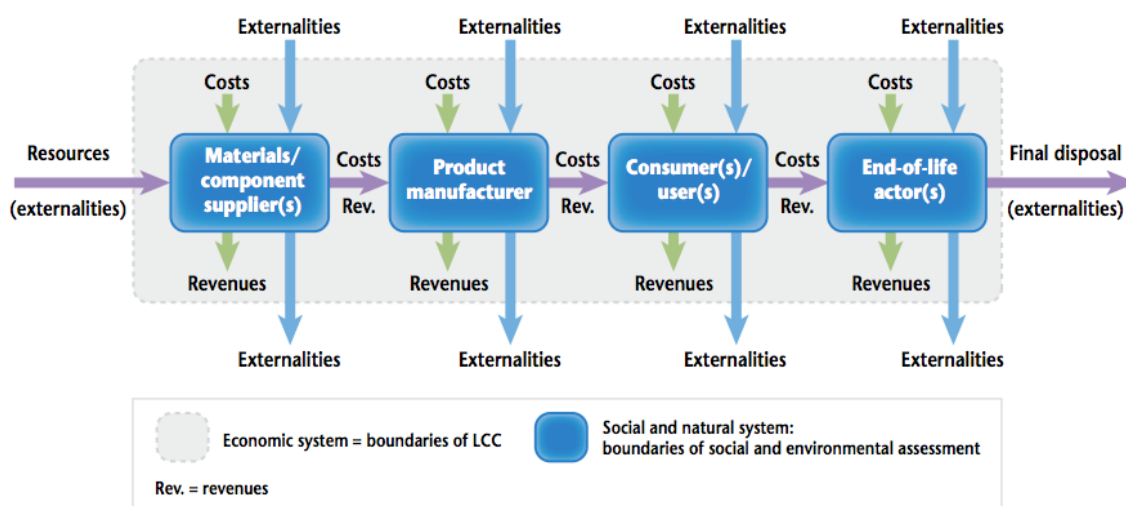 Externalities Externalities Externalities Externalities
Costs Costs Costs Costs
Resources
(externalities)
Materials/
component
supplier(s)
Costs
Rev.
Product
manufacturer
Costs
Rev.
Consumer(s)/
user(s)
Costs
Rev.
End-of-life
actor(s)
Final disposal
(externalities)
Revenues Revenues Revenues Revenues
Externalities Externalities Externalities Externalities
Economic system = boundaries of LCC
Social and natural system:
boundaries of social and environmental assessment
Rev. = revenues